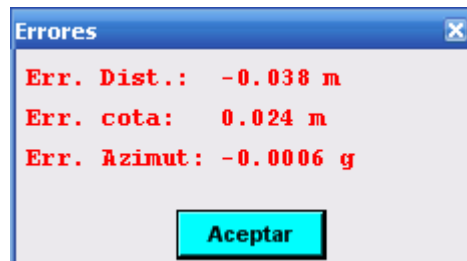 Errores
Err. Dist.: -0.038 m
Err. cota: 0.024 m
Err. Azimut: -0.0006 g
Aceptar